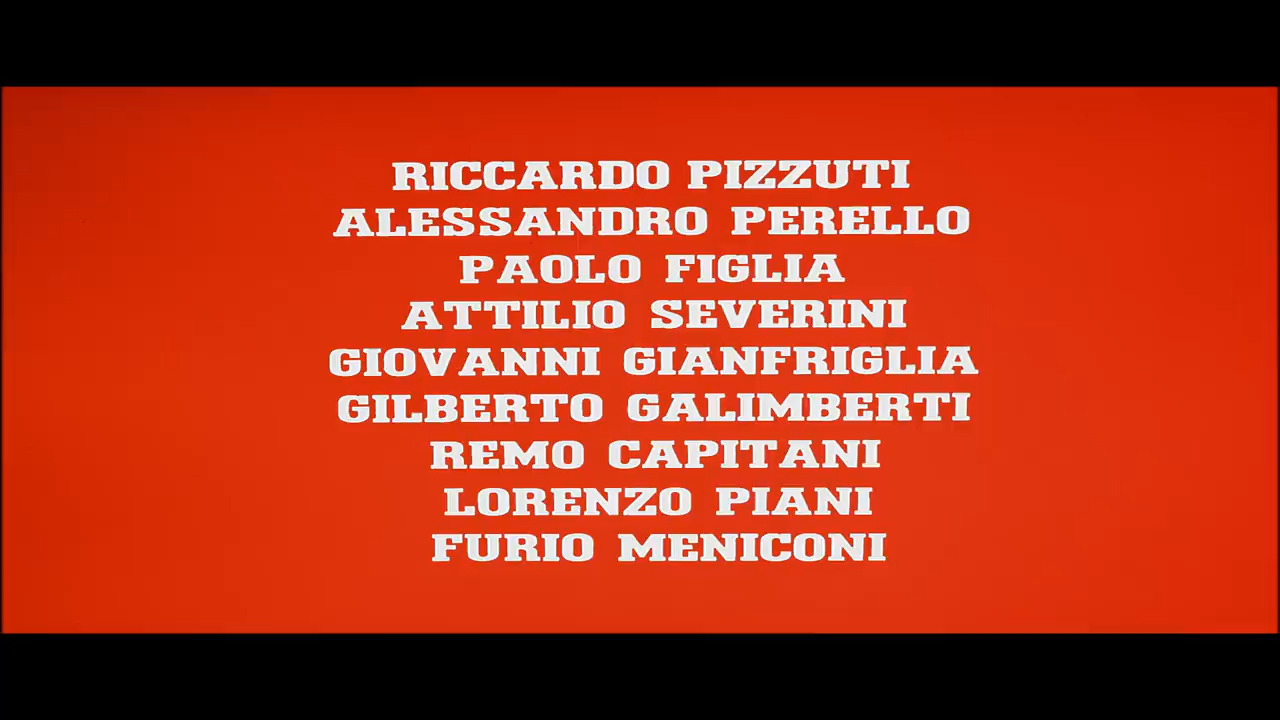 RICCARDO PIZZUTI
ALESSANDRO PERELLO
PAOLO FIGLIA
ATTILIO SEVERINI
GIOVANNI GIANFRIGLIA
GILBERTO GALIMBERTI
REMO CAPITANI
LORENZO PIANI
FURIO MENICONI